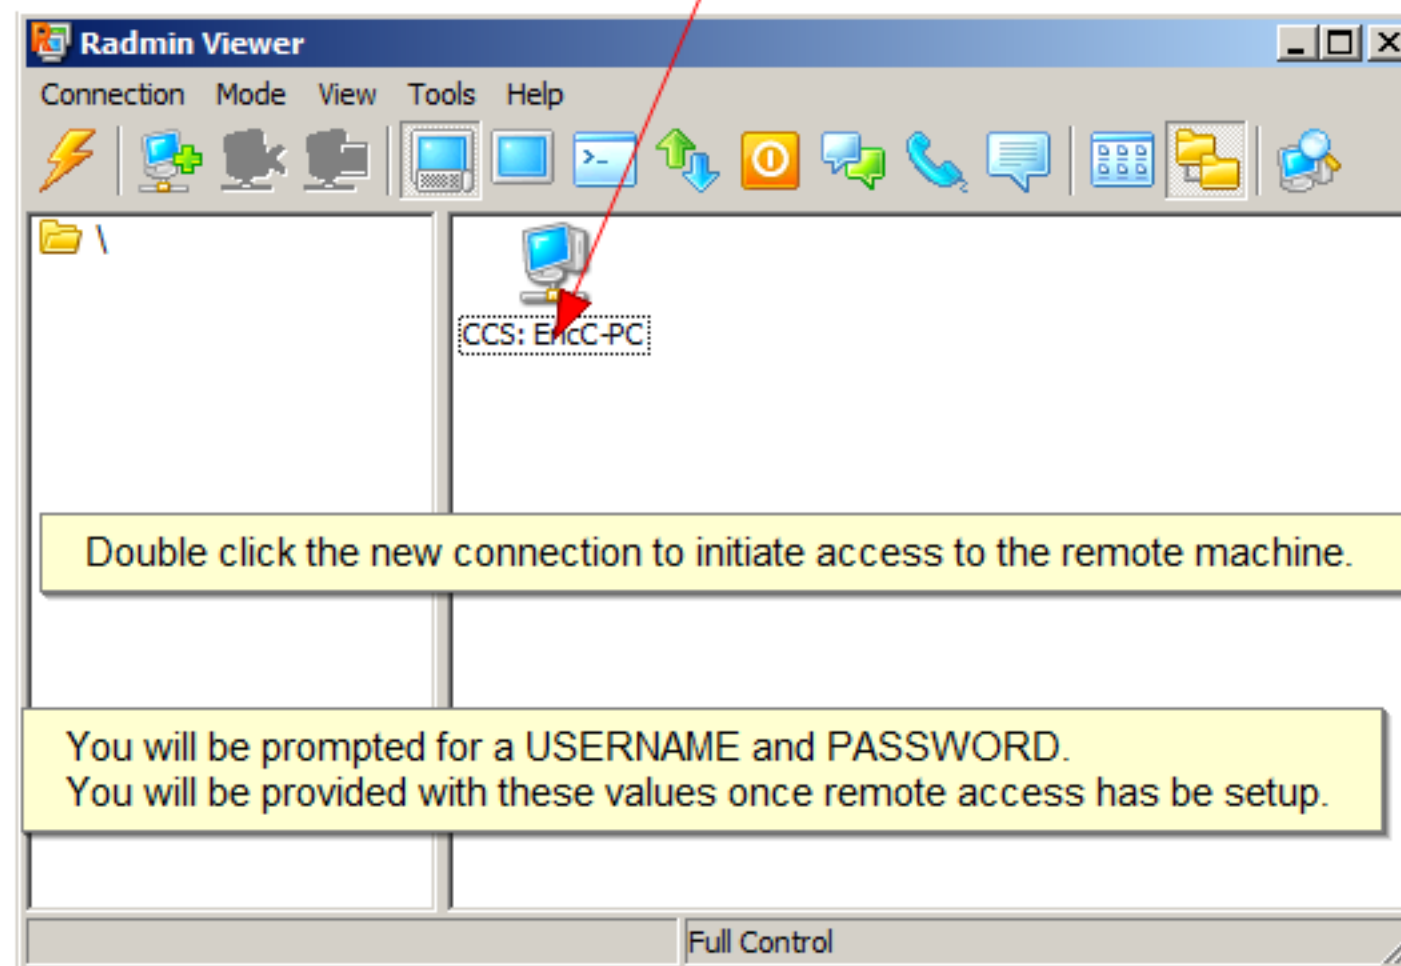 Radmin Viewer
Connection Mode View Tools Help
\
CCS: EricC-PC
Double click the new connection to initiate access to the remote machine.
You will be prompted for a USERNAME and PASSWORD.
You will be provided with these values once remote access has be setup.
Full Control